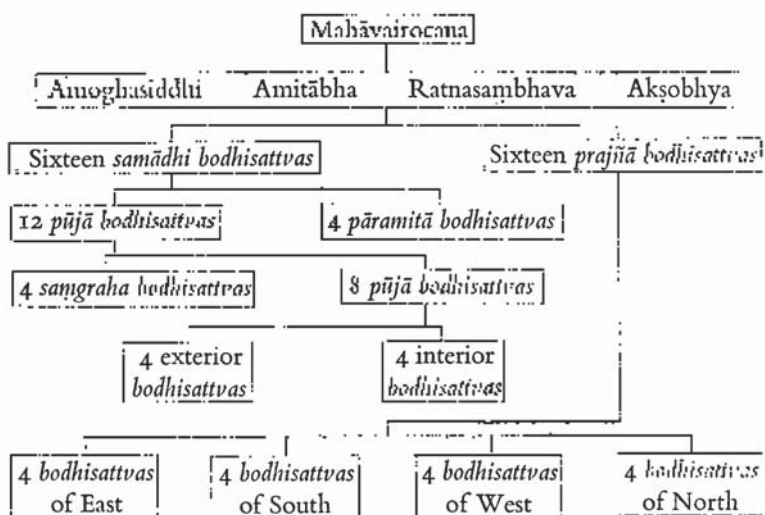 Mahāvairocana
Amoghasiddhi Amitābha Ratnasaṃbhava Akṣobhya
Sixteen samādhi bodhisattvas Sixteen prajñā bodhisattvas
12 pūjā bodhisattvas 4 pāramitā bodhisattvas
4 saṃgraha bodhisattvas 8 pūjā bodhisattvas
4 exterior
bodhisattvas
4 interior
bodhisattvas
4 bodhisattvas
of East
4 bodhisattvas
of South
4 bodhisattvas
of West
4 bodhisattvas
of North